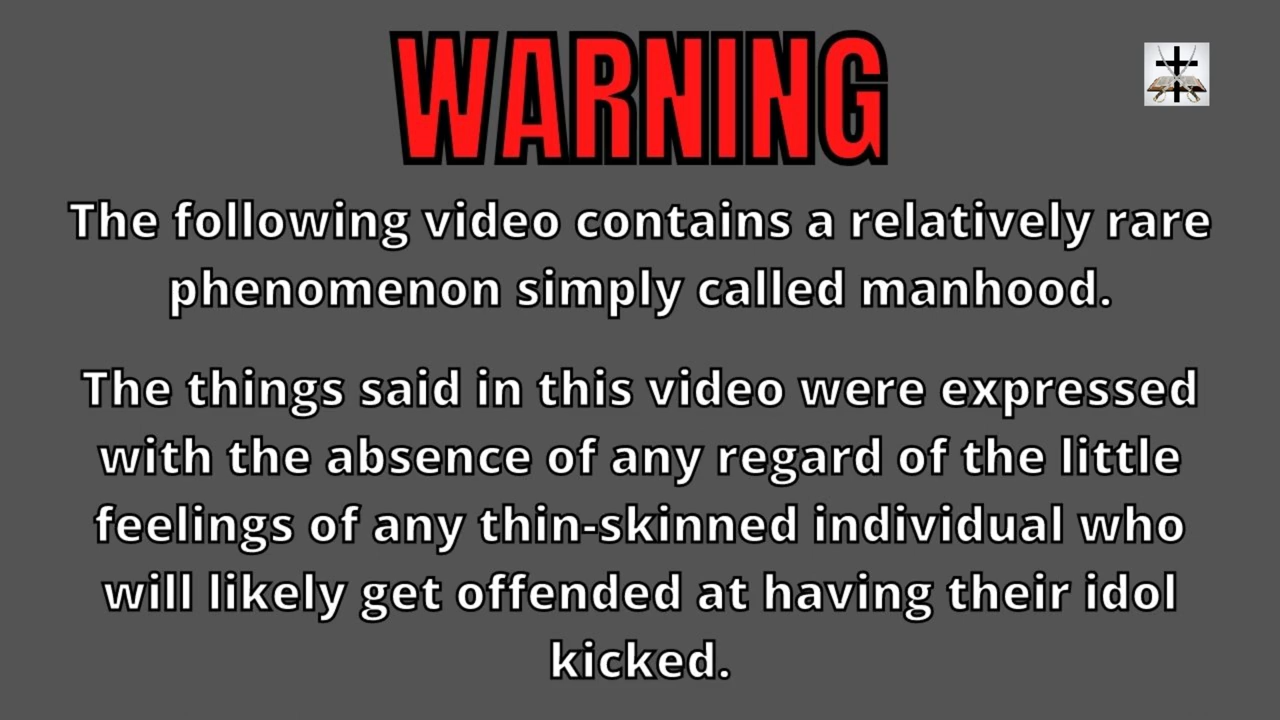 WARNING
The following video contains a relatively rare
phenomenon simply called manhood.
The things said in this video were expressed
with the absence of any regard of the little
feelings of any thin-skinned individual who
will likely get offended at having their idol
kicked.